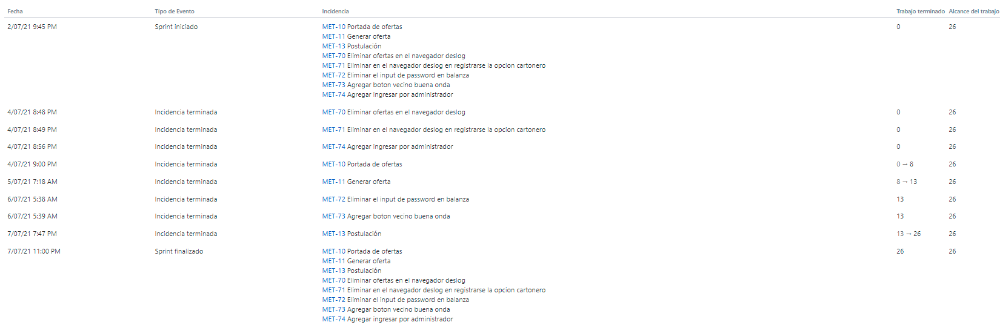 Fecha Tipo de Evento Incidencia Trabajo terminado Alcance del trabajo
2/07/21 9:45 PM Sprint iniciado MET-10 Portada de ofertas 0 26
MET-11 Generar oferta
MET-13 Postulación
MET-70 Eliminar ofertas en el navegador deslog
MET-71 Eliminar en el navegador deslog en registrarse la opcion cartonero
MET-72 Eliminar el input de password en balanza
MET-73 Agregar boton vecino buena onda
MET-74 Agregar ingresar por administrador
4/07/21 8:48 PM Incidencia terminada MET-70 Eliminar ofertas en el navegador deslog 0 26
4/07/21 8:49 PM Incidencia terminada MET-71 Eliminar en el navegador deslog en registrarse la opcion cartonero 0 26
4/07/21 8:56 PM Incidencia terminada MET-74 Agregar ingresar por administrador 0 26
4/07/21 9:00 PM Incidencia terminada MET-10 Portada de ofertas 0 → 8 26
5/07/21 7:18 AM Incidencia terminada MET-11 Generar oferta 8 → 13 26
6/07/21 5:38 AM Incidencia terminada MET-72 Eliminar el input de password en balanza 13 26
6/07/21 5:39 AM Incidencia terminada MET-73 Agregar boton vecino buena onda 13 26
7/07/21 7:47 PM Incidencia terminada MET-13 Postulación 13 → 26 26
7/07/21 11:00 PM Sprint finalizado MET-10 Portada de ofertas 26 26
MET-11 Generar oferta
MET-13 Postulación
MET-70 Eliminar ofertas en el navegador deslog
MET-71 Eliminar en el navegador deslog en registrarse la opcion cartonero
MET-72 Eliminar el input de password en balanza
MET-73 Agregar boton vecino buena onda
MET-74 Agregar ingresar por administrador